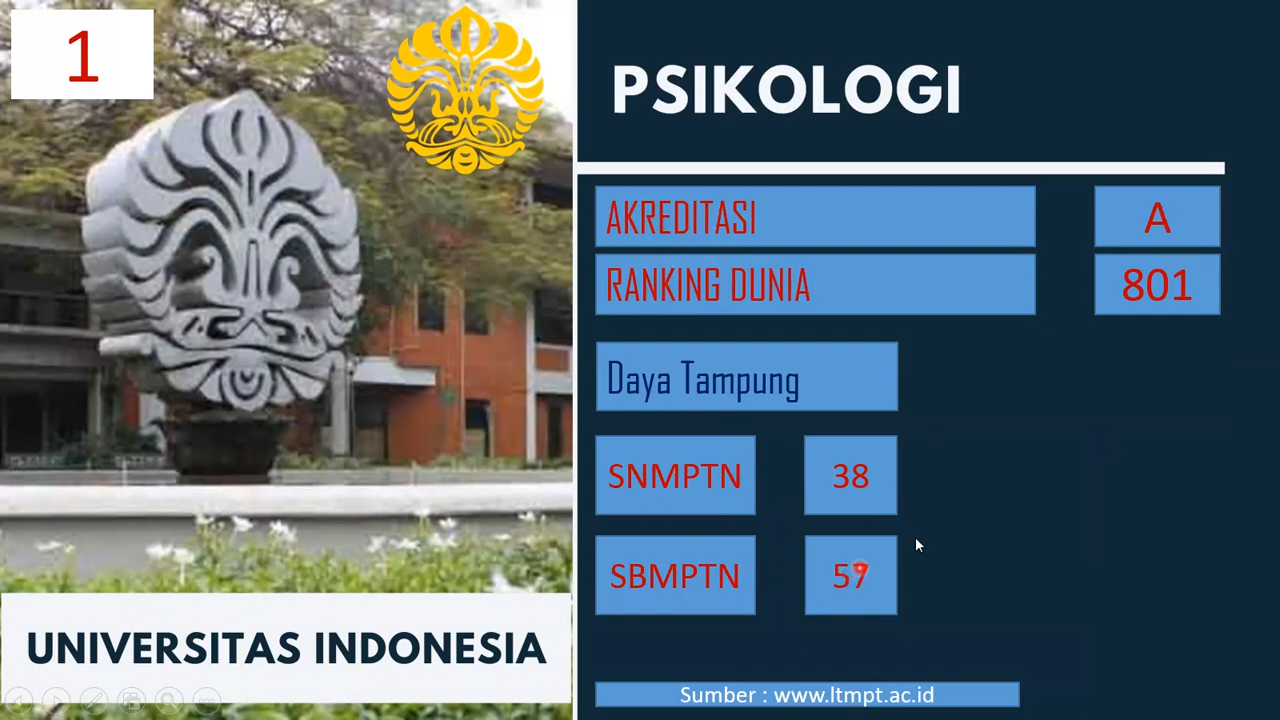 1
PSIKOLOGI
AKREDITASI A
RANKING DUNIA 801
Daya Tampung
SNMPTN 38
SBMPTN 57
UNIVERSITAS INDONESIA
Sumber : www.ltmpt.ac.id